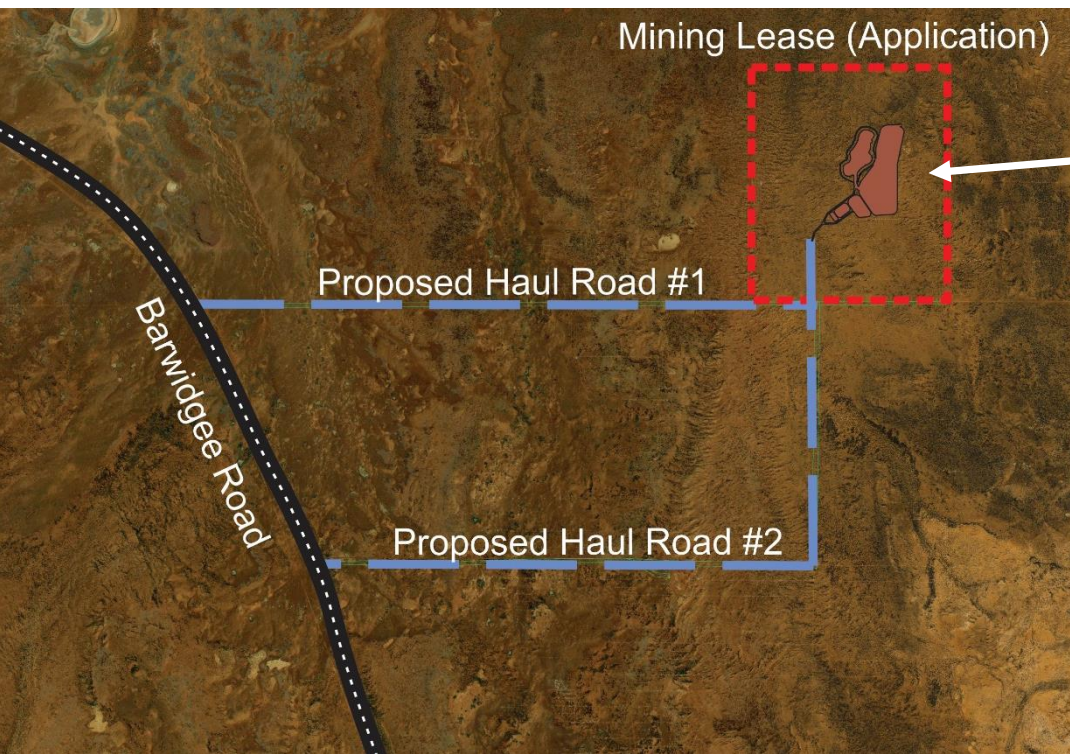 Mining Lease (Application)
Proposed Haul Road #1
Barwidgee Road
Proposed Haul Road #2